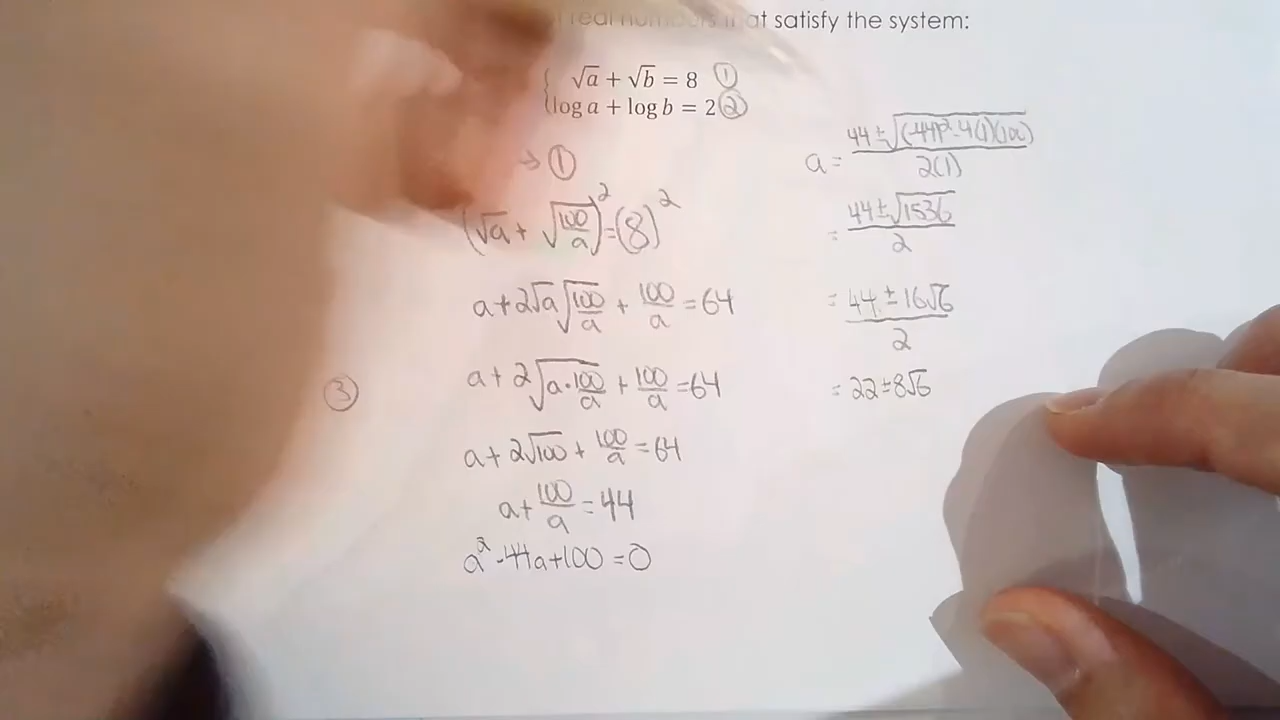 real numbers that satisfy the system:
√a + √b = 8 ①
log a + log b = 2 ②
→ ①
(√a + √(100/a))² = (8)²
a + 2√a √(100/a) + 100/a = 64
③ a + 2√(a · 100/a) + 100/a = 64
a + 2√100 + 100/a = 64
a + 100/a = 44
a² - 44a + 100 = 0
a = (44 ± √((-44)² - 4(1)(100))) / 2(1)
= (44 ± √1536) / 2
= (44 ± 16√6) / 2
= 22 ± 8√6